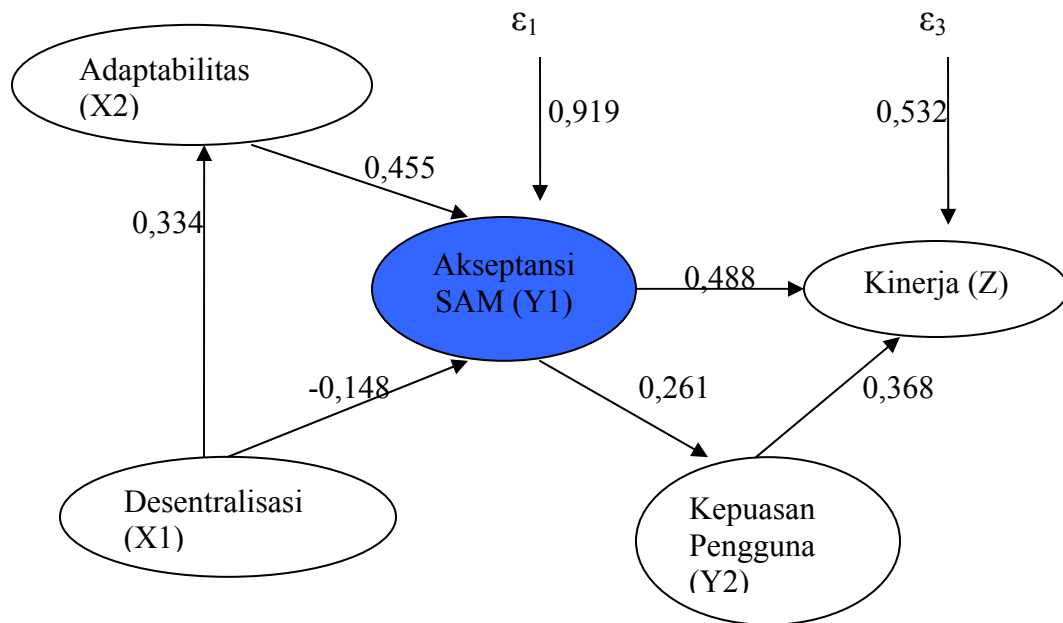 ε1
ε3
Adaptabilitas
(X2)
0,919
0,532
0,455
0,334
Akseptansi
SAM (Y1)
0,488
Kinerja (Z)
-0,148
0,261
0,368
Desentralisasi
(X1)
Kepuasan
Pengguna
(Y2)